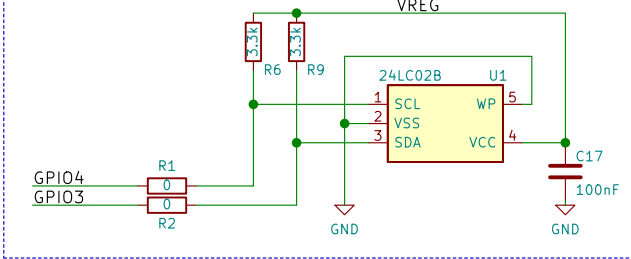 VREG
3.3k
3.3k
R6
R9
24LC02B
U1
1
SCL
WP
5
2
VSS
3
SDA
VCC
4
C17
100nF
GPIO4
R1
0
GPIO3
0
R2
GND
GND